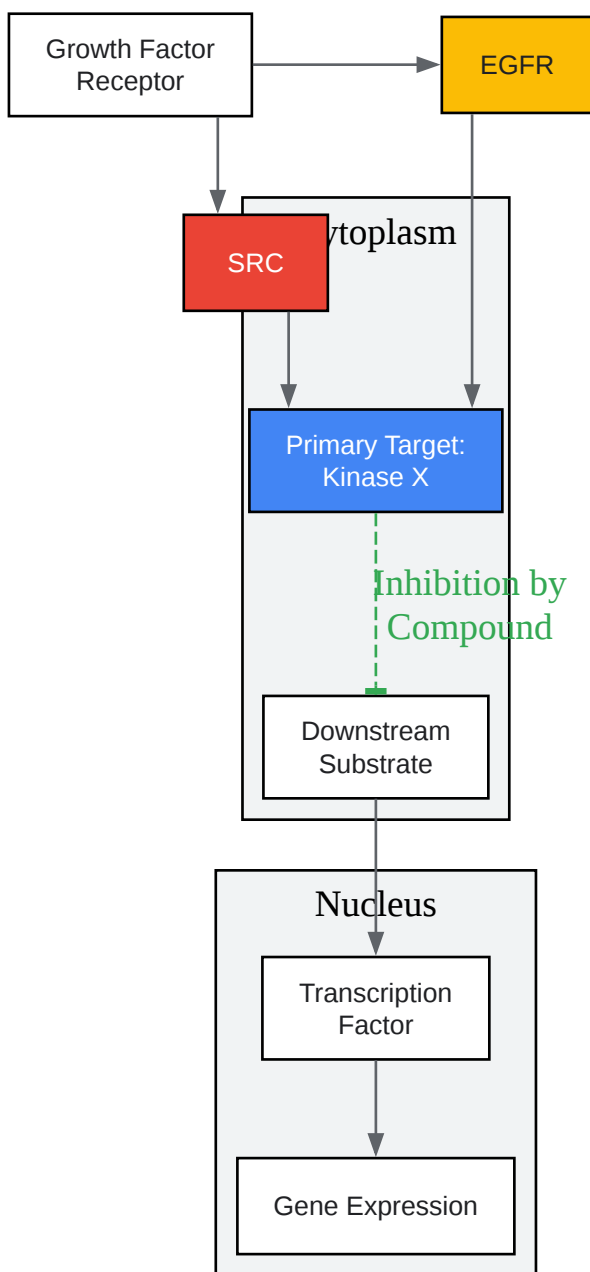 Growth Factor
Receptor
EGFR
ytoplasm
SRC
Primary Target:
Kinase X
Inhibition by
Compound
Downstream
Substrate
Nucleus
Transcription
Factor
Gene Expression